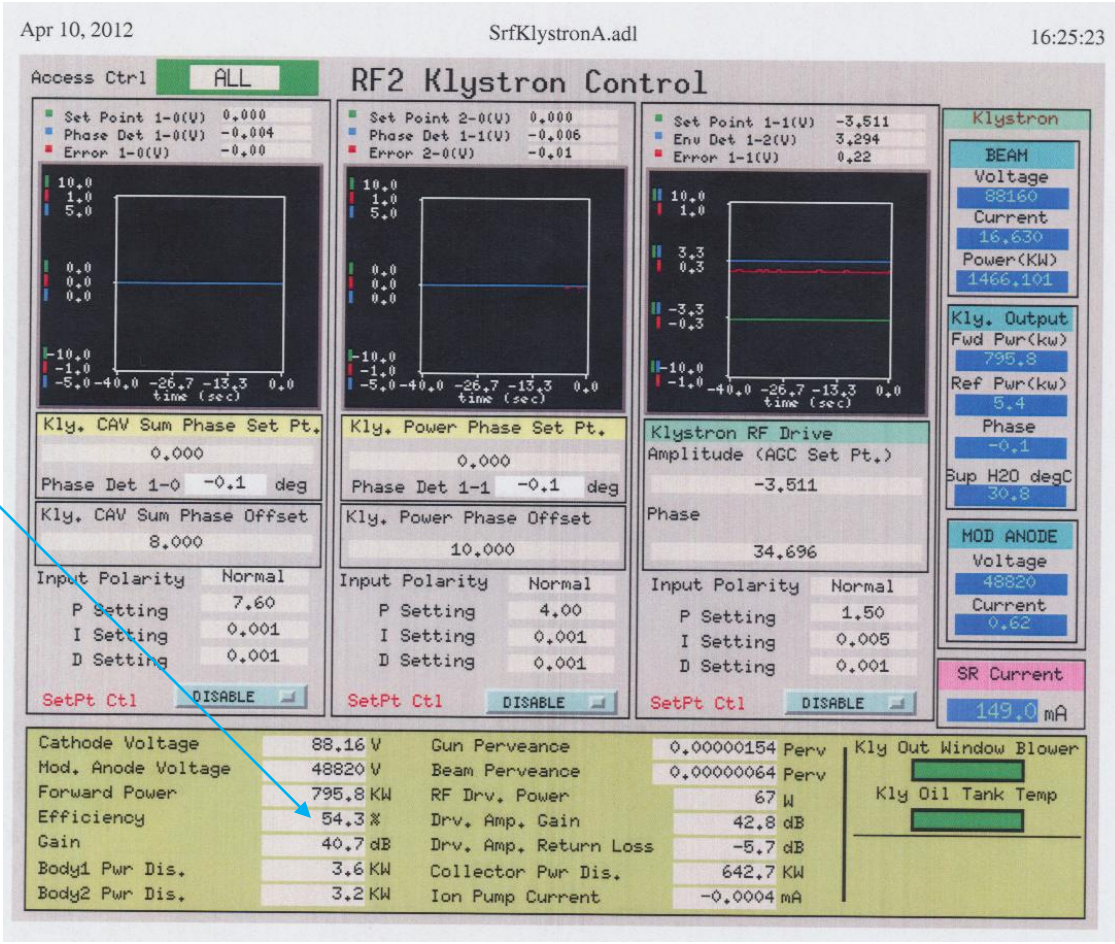 Apr 10, 2012 SrfKlystronA.adl 16:25:23
Access Ctrl ALL RF2 Klystron Control
Set Point 1-0(V) 0.000
Phase Det 1-0(V) -0.004
Error 1-0(V) -0.00
10.0
1.0
5.0
0.0
0.0
0.0
-10.0
-1.0
-5.0
-40.0 -26.7 -13.3 0.0
time (sec)
Kly. CAV Sum Phase Set Pt.
0.000
Phase Det 1-0 -0.1 deg
Kly. CAV Sum Phase Offset
8.000
Input Polarity Normal
P Setting 7.60
I Setting 0.001
D Setting 0.001
SetPt Ctl DISABLE
Set Point 2-0(V) 0.000
Phase Det 1-1(V) -0.006
Error 2-0(V) -0.01
10.0
1.0
5.0
0.0
0.0
0.0
-10.0
-1.0
-5.0
-40.0 -26.7 -13.3 0.0
time (sec)
Kly. Power Phase Set Pt.
0.000
Phase Det 1-1 -0.1 deg
Kly. Power Phase Offset
10.000
Input Polarity Normal
P Setting 4.00
I Setting 0.001
D Setting 0.001
SetPt Ctl DISABLE
Set Point 1-1(V) -3.511
Env Det 1-2(V) 3.294
Error 1-1(V) 0.22
10.0
1.0
3.3
0.3
-3.3
-0.3
-10.0
-1.0
-40.0 -26.7 -13.3 0.0
time (sec)
Klystron RF Drive
Amplitude (AGC Set Pt.)
-3.511
Phase
34.696
Input Polarity Normal
P Setting 1.50
I Setting 0.005
D Setting 0.001
SetPt Ctl DISABLE
Klystron
BEAM
Voltage
88160
Current
16.630
Power(KW)
1466.101
Kly. Output
Fwd Pwr(kw)
795.8
Ref Pwr(kw)
5.4
Phase
-0.1
Sup H2O degC
30.8
MOD ANODE
Voltage
48820
Current
0.62
SR Current
149.0 mA
Cathode Voltage 88.16 V
Mod. Anode Voltage 48820 V
Forward Power 795.8 KW
Efficiency 54.3 %
Gain 40.7 dB
Body1 Pwr Dis. 3.6 KW
Body2 Pwr Dis. 3.2 KW
Gun Perveance 0.00000154 Perv
Beam Perveance 0.00000064 Perv
RF Drv. Power 67 W
Drv. Amp. Gain 42.8 dB
Drv. Amp. Return Loss -5.7 dB
Collector Pwr Dis. 642.7 KW
Ion Pump Current -0.0004 mA
Kly Out Window Blower
Kly Oil Tank Temp